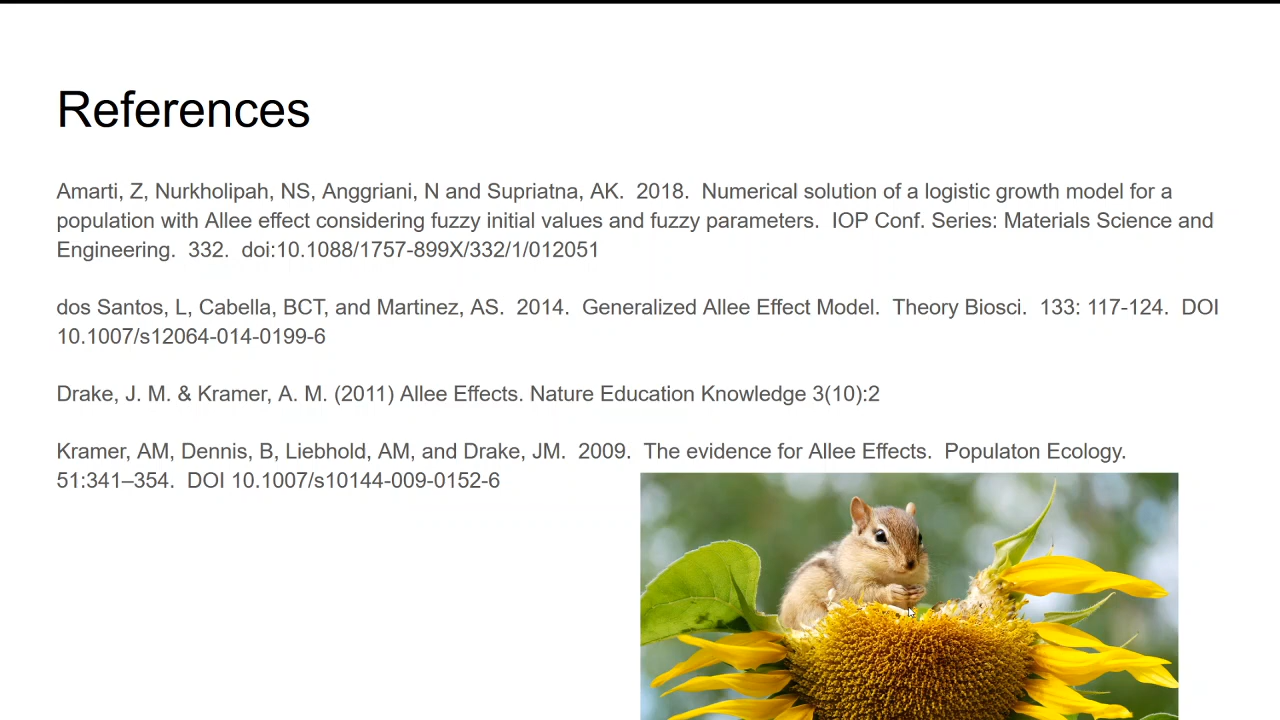 References
Amarti, Z, Nurkholipah, NS, Anggriani, N and Supriatna, AK.  2018.  Numerical solution of a logistic growth model for a
population with Allee effect considering fuzzy initial values and fuzzy parameters.  IOP Conf. Series: Materials Science and
Engineering.  332.  doi:10.1088/1757-899X/332/1/012051
dos Santos, L, Cabella, BCT, and Martinez, AS.  2014.  Generalized Allee Effect Model.  Theory Biosci.  133: 117-124.  DOI
10.1007/s12064-014-0199-6
Drake, J. M. & Kramer, A. M. (2011) Allee Effects. Nature Education Knowledge 3(10):2
Kramer, AM, Dennis, B, Liebhold, AM, and Drake, JM.  2009.  The evidence for Allee Effects.  Populaton Ecology.
51:341–354.  DOI 10.1007/s10144-009-0152-6